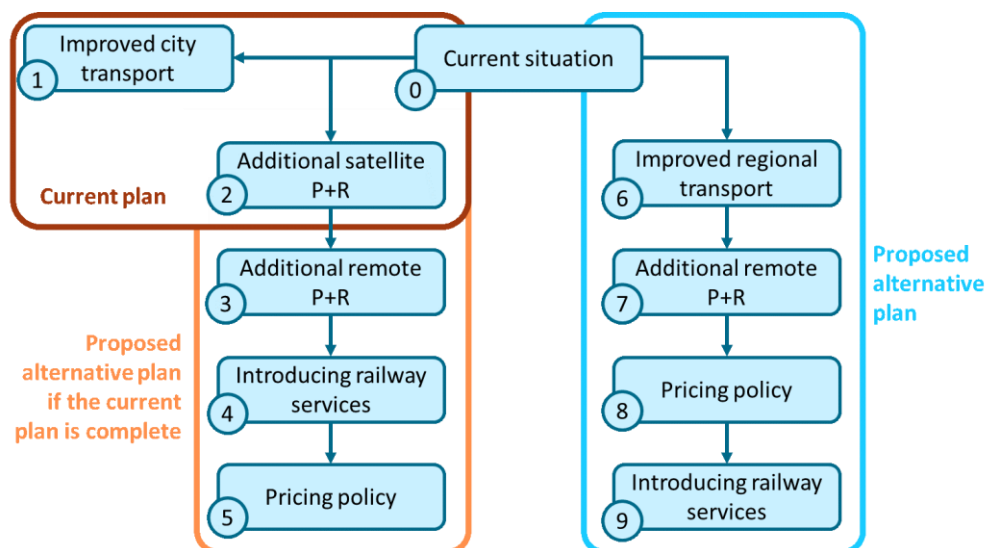 Improved city
transport
1
Current situation
0
Additional satellite
P+R
2
Current plan
Improved regional
transport
6
Additional remote
P+R
3
Additional remote
P+R
7
Proposed
alternative
plan
Proposed
alternative plan
if the current
plan is complete
Introducing railway
services
4
Pricing policy
8
Pricing policy
5
Introducing railway
services
9